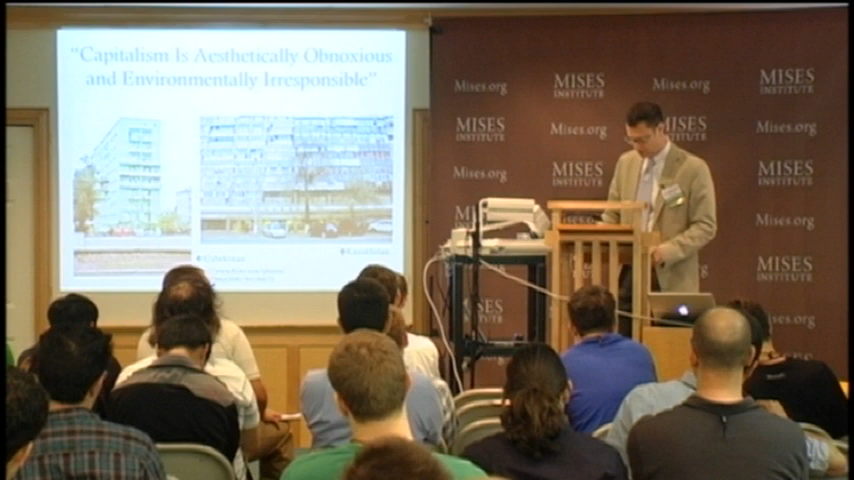 "Capitalism Is Aesthetically Obnoxious
and Environmentally Irresponsible"
Mises.org
MISES
INSTITUTE
Mises.org
MISES
INSTITUTE
MISES
INSTITUTE
Mises.org
MISES
INSTITUTE
Mises.org
Mises.org
MISES
INSTITUTE
MISES
INSTITUTE
Mises.org
MISES
INSTITUTE
MISES
INSTITUTE
Mises.org